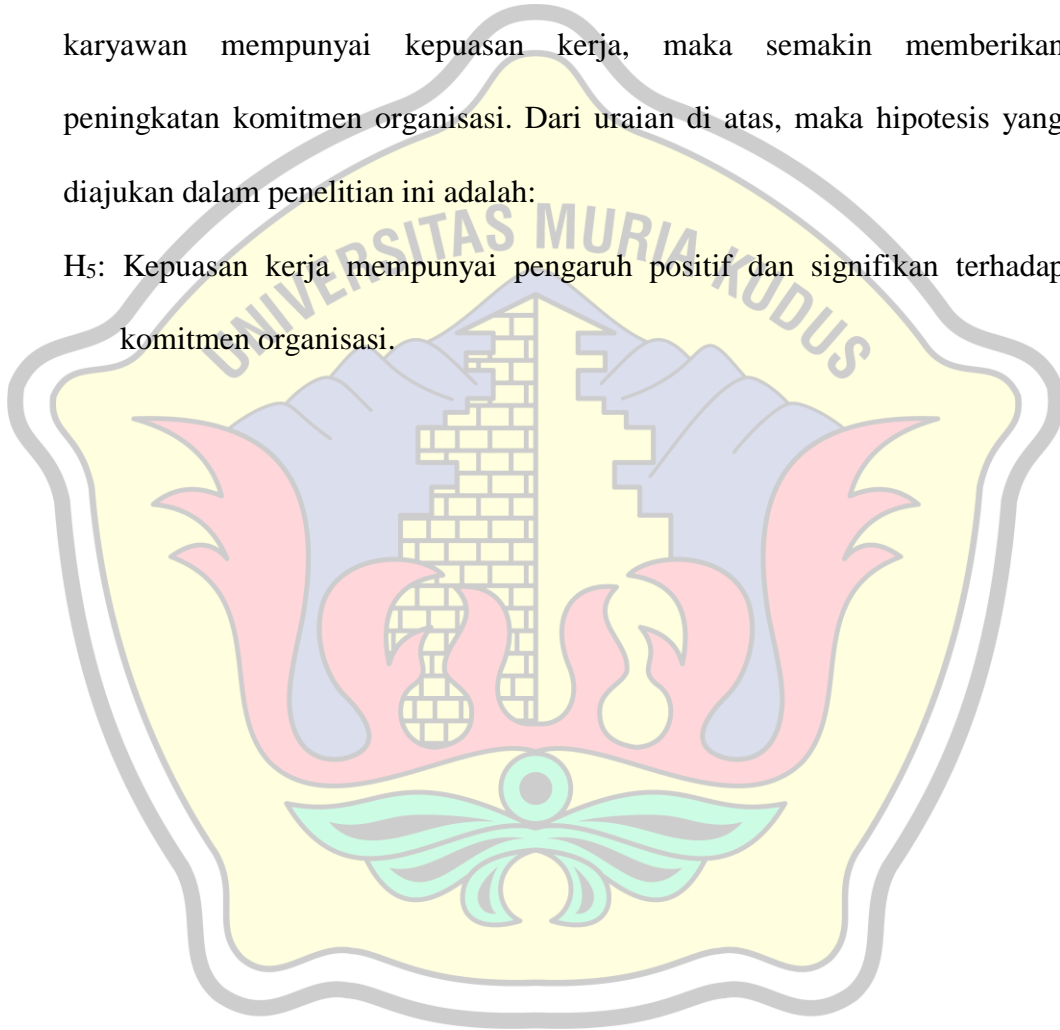 karyawan mempunyai kepuasan kerja, maka semakin memberikan
peningkatan komitmen organisasi. Dari uraian di atas, maka hipotesis yang
diajukan dalam penelitian ini adalah:
UNIVERSITAS MURIA KUDUS
H₅: Kepuasan kerja mempunyai pengaruh positif dan signifikan terhadap
komitmen organisasi.